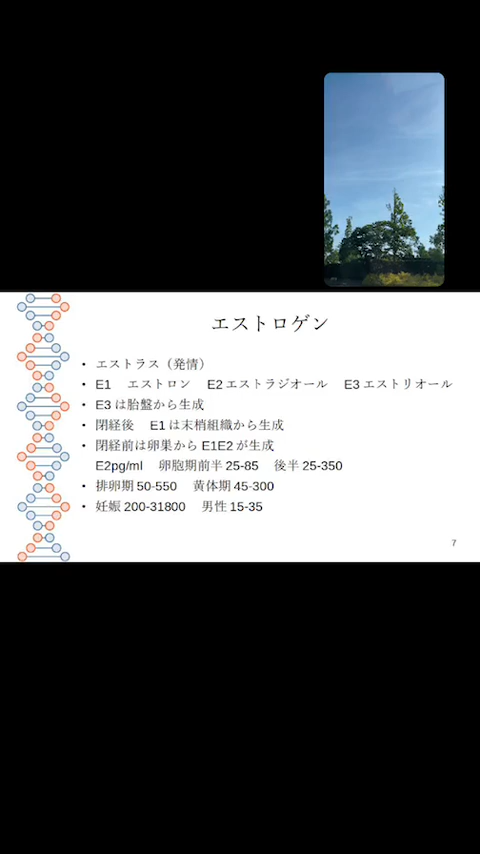 エストロゲン
• エストラス（発情）
• E1　エストロン　E2 エストラジオール　E3 エストリオール
• E3 は胎盤から生成
• 閉経後　E1 は末梢組織から生成
• 閉経前は卵巣から E1E2 が生成
E2pg/ml　卵胞期前半 25-85　後半 25-350
• 排卵期 50-550　黄体期 45-300
• 妊娠 200-31800　男性 15-35
7